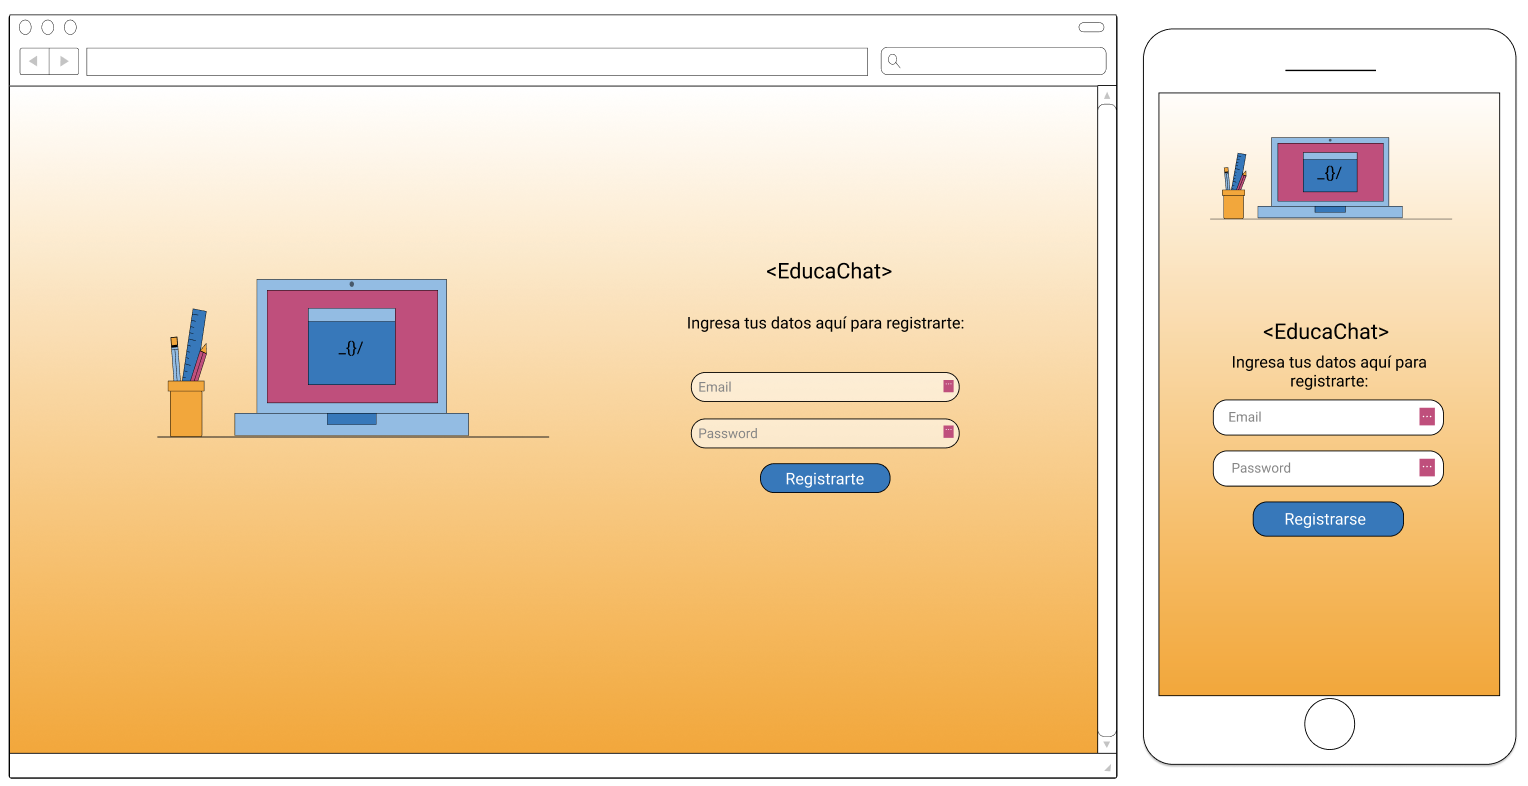 _{}/
<EducaChat>
Ingresa tus datos aquí para registrarte:
Email
Password
Registrarte
_{}/
<EducaChat>
Ingresa tus datos aquí para
registrarte:
Email
Password
Registrarse